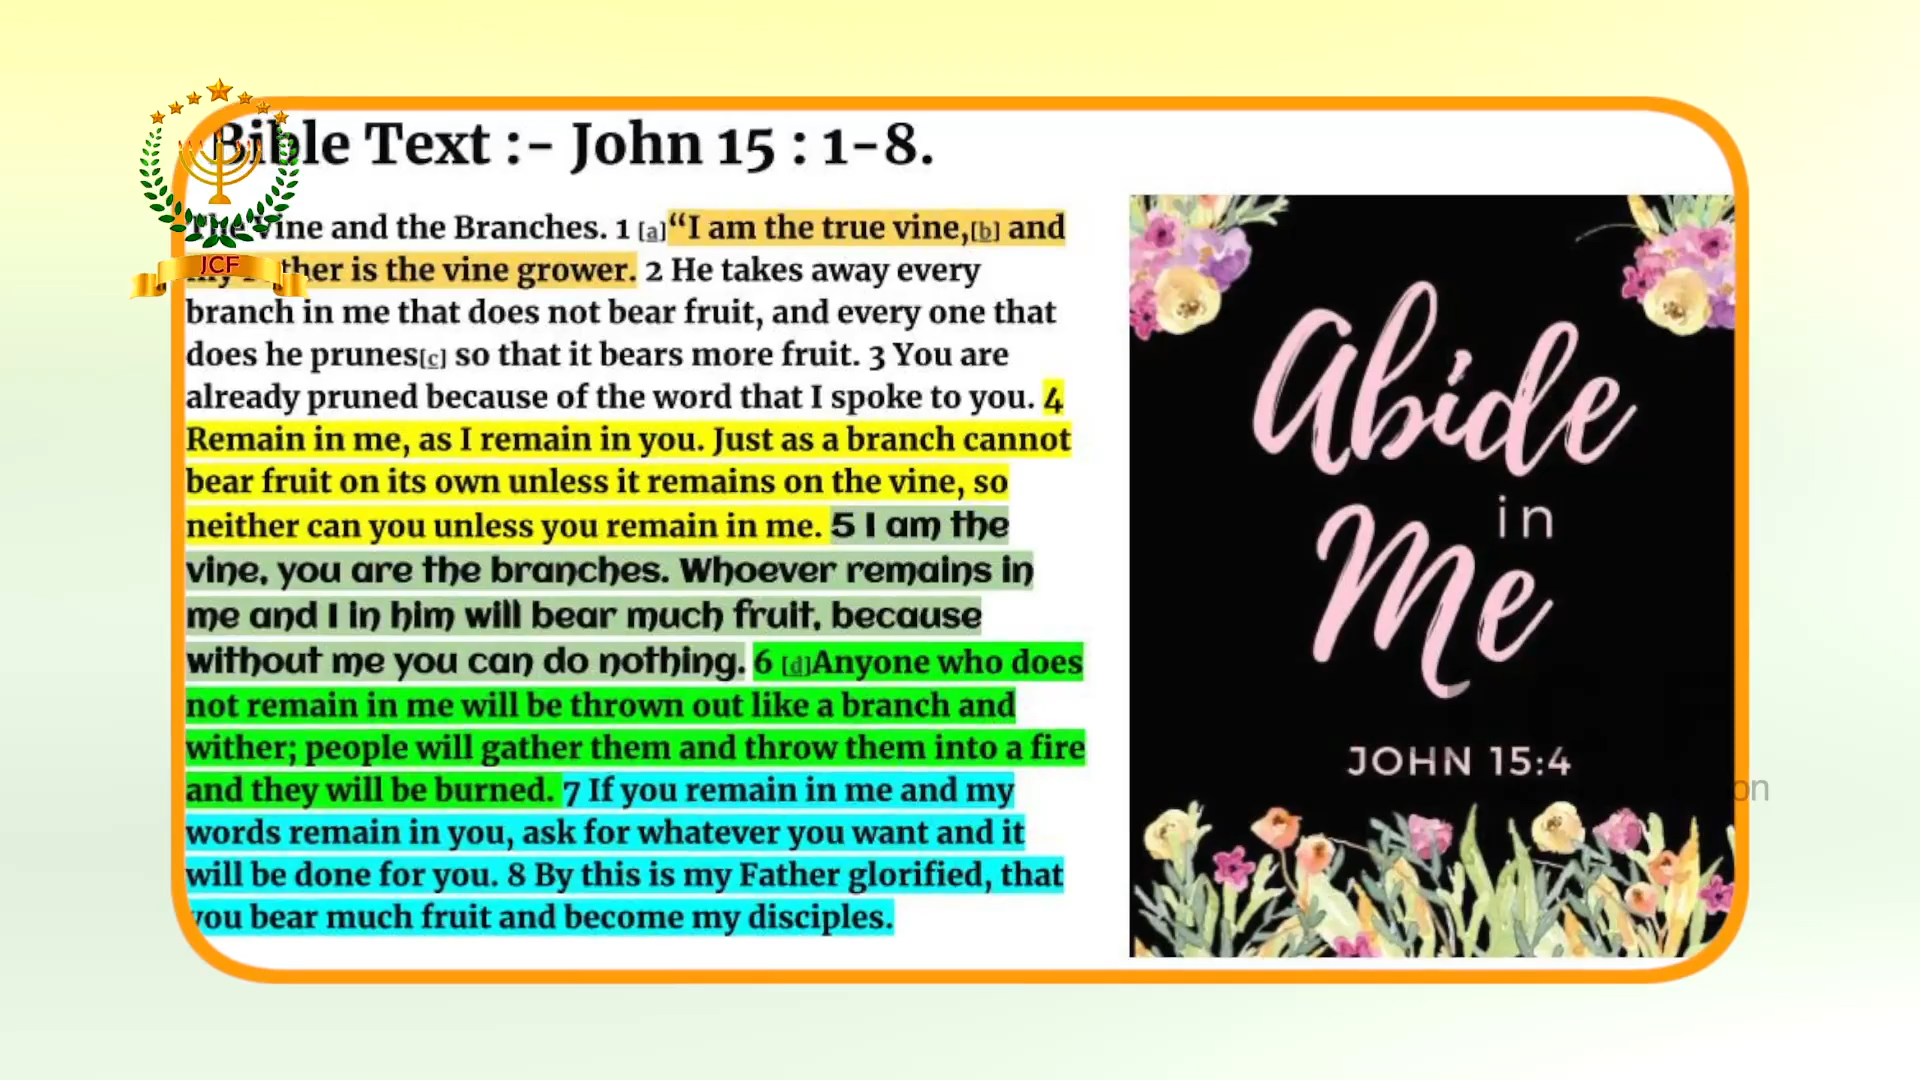 Bible Text :- John 15 : 1-8.
The Vine and the Branches. 1 [a]“I am the true vine,[b] and
my Father is the vine grower. 2 He takes away every
branch in me that does not bear fruit, and every one that
does he prunes[c] so that it bears more fruit. 3 You are
already pruned because of the word that I spoke to you. 4
Remain in me, as I remain in you. Just as a branch cannot
bear fruit on its own unless it remains on the vine, so
neither can you unless you remain in me. 5 I am the
vine, you are the branches. Whoever remains in
me and I in him will bear much fruit, because
without me you can do nothing. 6 [d]Anyone who does
not remain in me will be thrown out like a branch and
wither; people will gather them and throw them into a fire
and they will be burned. 7 If you remain in me and my
words remain in you, ask for whatever you want and it
will be done for you. 8 By this is my Father glorified, that
you bear much fruit and become my disciples.
JCF
Abide
in
Me
JOHN 15:4